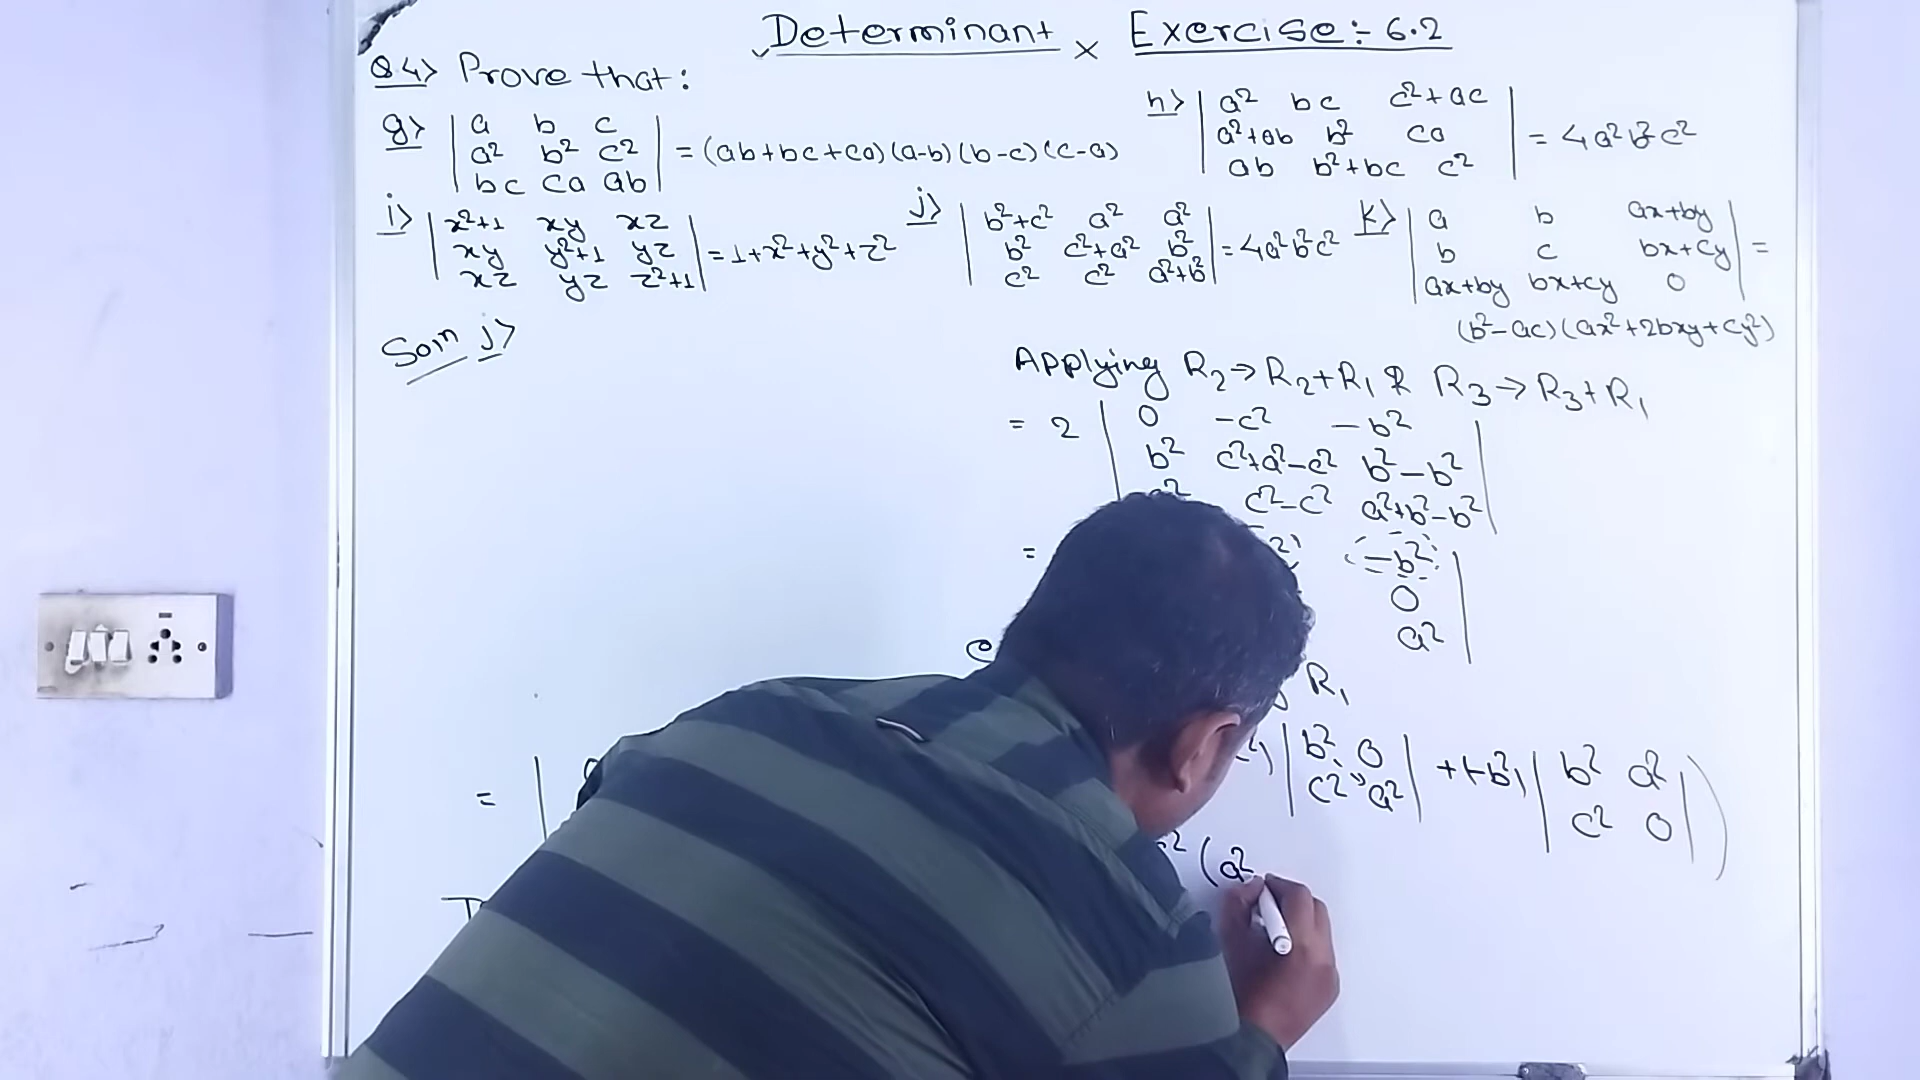 Determinant × Exercise:- 6.2
Q4> Prove that:
g> | a b c |
| a² b² c² | = (ab+bc+ca)(a-b)(b-c)(c-a)
| bc ca ab |
h> | a² bc c²+ac |
| a²+ab b² ca | = 4a²b²c²
| ab b²+bc c² |
i> | x²+1 xy xz |
| xy y²+1 yz | = 1+x²+y²+z²
| xz yz z²+1 |
j> | b²+c² a² a² |
| b² c²+a² b² | = 4a²b²c²
| c² c² a²+b² |
k> | a b ax+by |
| b c bx+cy | =
| ax+by bx+cy 0 |
(b²-ac)(ax²+2bxy+cy²)
Soln j>
= |
Applying R₂→R₂+R₁ & R₃→R₃+R₁
= 2 | 0 -c² -b² |
| b² c²+a²-c² b²-b² |
c²-c² a²+b²-b² |
= -b² |
0
a² |
R₁
| b² 0 | +(-b²) | b² a² | )
| c² a² | | c² 0 |
(a²